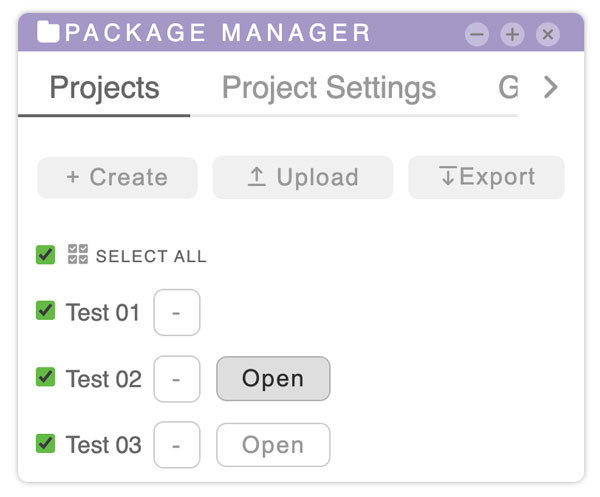 PACKAGE MANAGER
Projects Project Settings G
+ Create Upload Export
SELECT ALL
Test 01 -
Test 02 - Open
Test 03 - Open